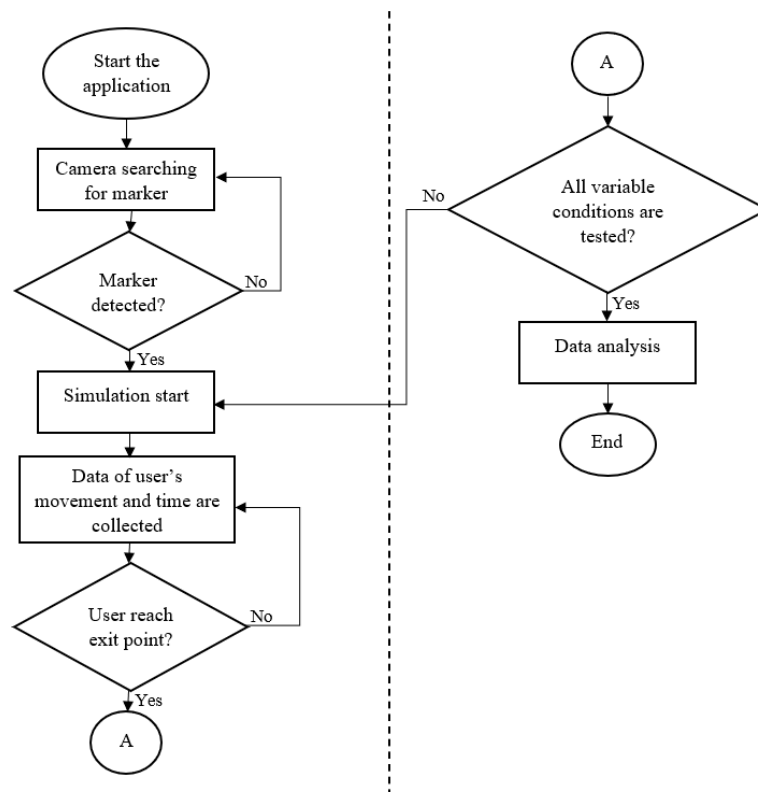 Start the
application
Camera searching
for marker
Marker
detected?
No
Yes
Simulation start
Data of user’s
movement and time are
collected
User reach
exit point?
No
Yes
A
A
All variable
conditions are
tested?
No
Yes
Data analysis
End